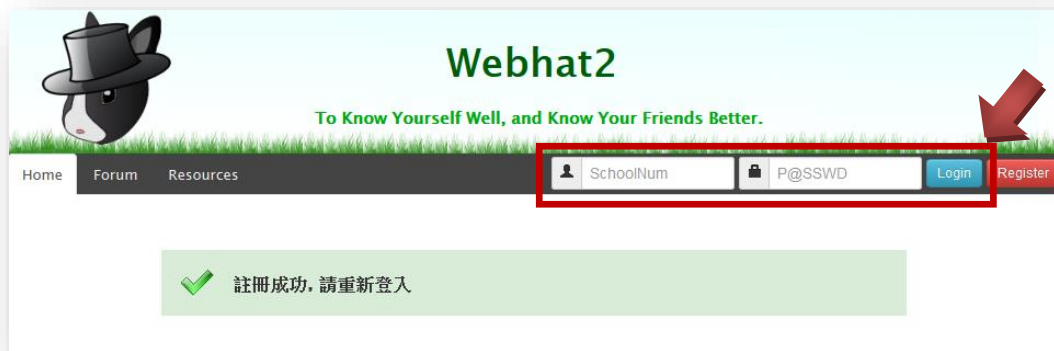 Webhat2
To Know Yourself Well, and Know Your Friends Better.
Home Forum Resources SchoolNum P@SSWD Login Register
註冊成功, 請重新登入